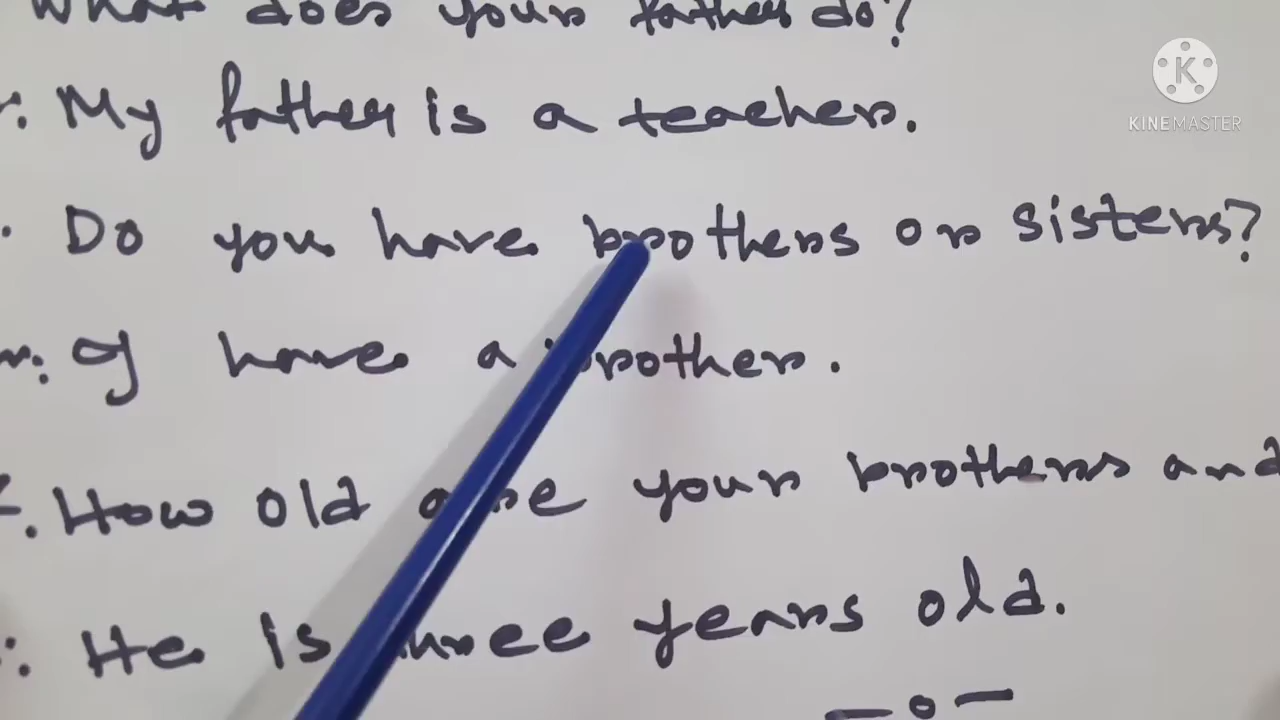 What does your father do?
My father is a teacher.
Do you have brothers or sisters?
I have a brother.
How old are your brothers and
He is three years old.
KINEMASTER